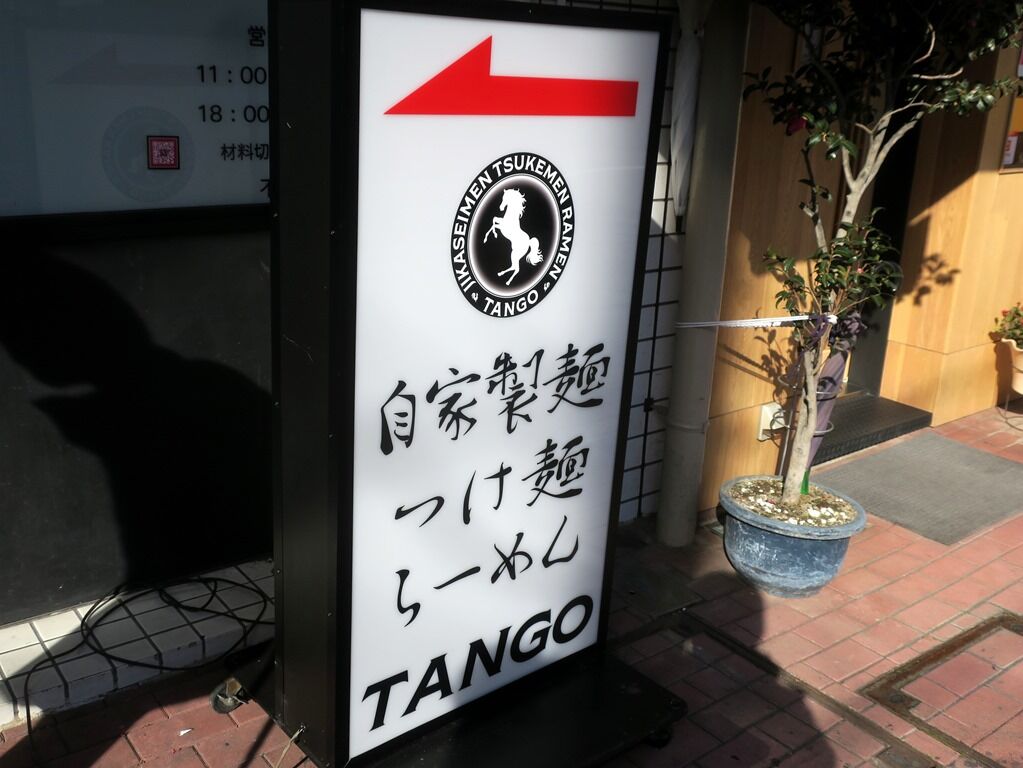 営
11：00
18：00
材料切
JIKASEIMEN TSUKEMEN RAMEN
TANGO
自家製麺
つけ麺
らーめん
TANGO